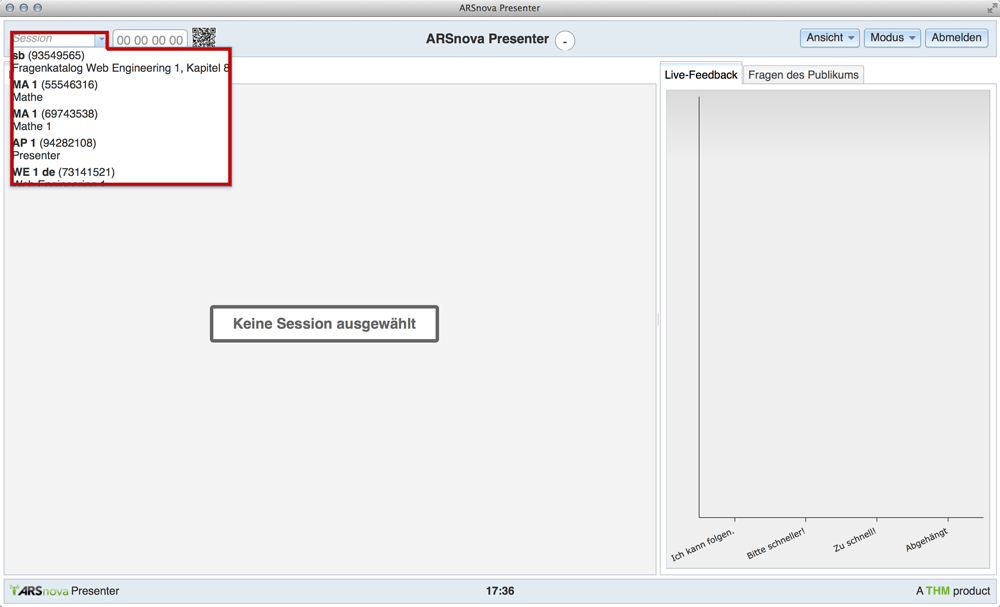 ARSnova Presenter
Session
00 00 00 00
ARSnova Presenter
-
Ansicht
Modus
Abmelden
sb (93549565)
Fragenkatalog Web Engineering 1, Kapitel 8
MA 1 (55546316)
Mathe
MA 1 (69743538)
Mathe 1
AP 1 (94282108)
Presenter
WE 1 de (73141521)
Web Engineering 1
Live-Feedback
Fragen des Publikums
Keine Session ausgewählt
Ich kann folgen.
Bitte schneller!
Zu schnell!
Abgehängt
ARSnova Presenter
17:36
A THM product